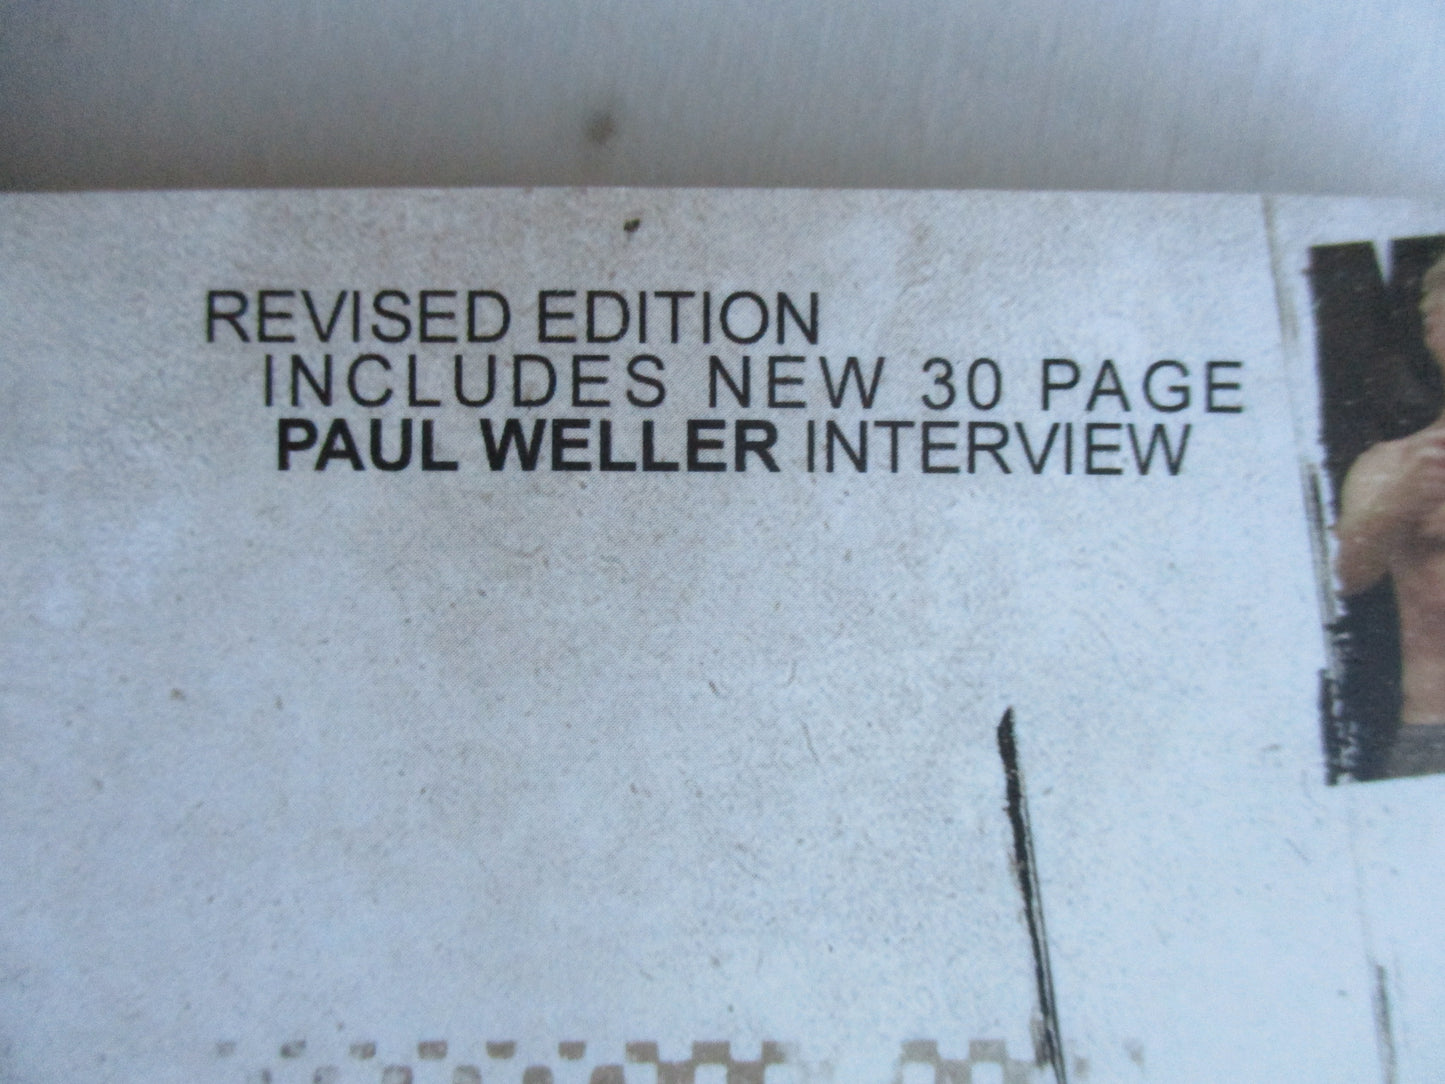 REVISED EDITION
INCLUDES NEW 30 PAGE
PAUL WELLER INTERVIEW